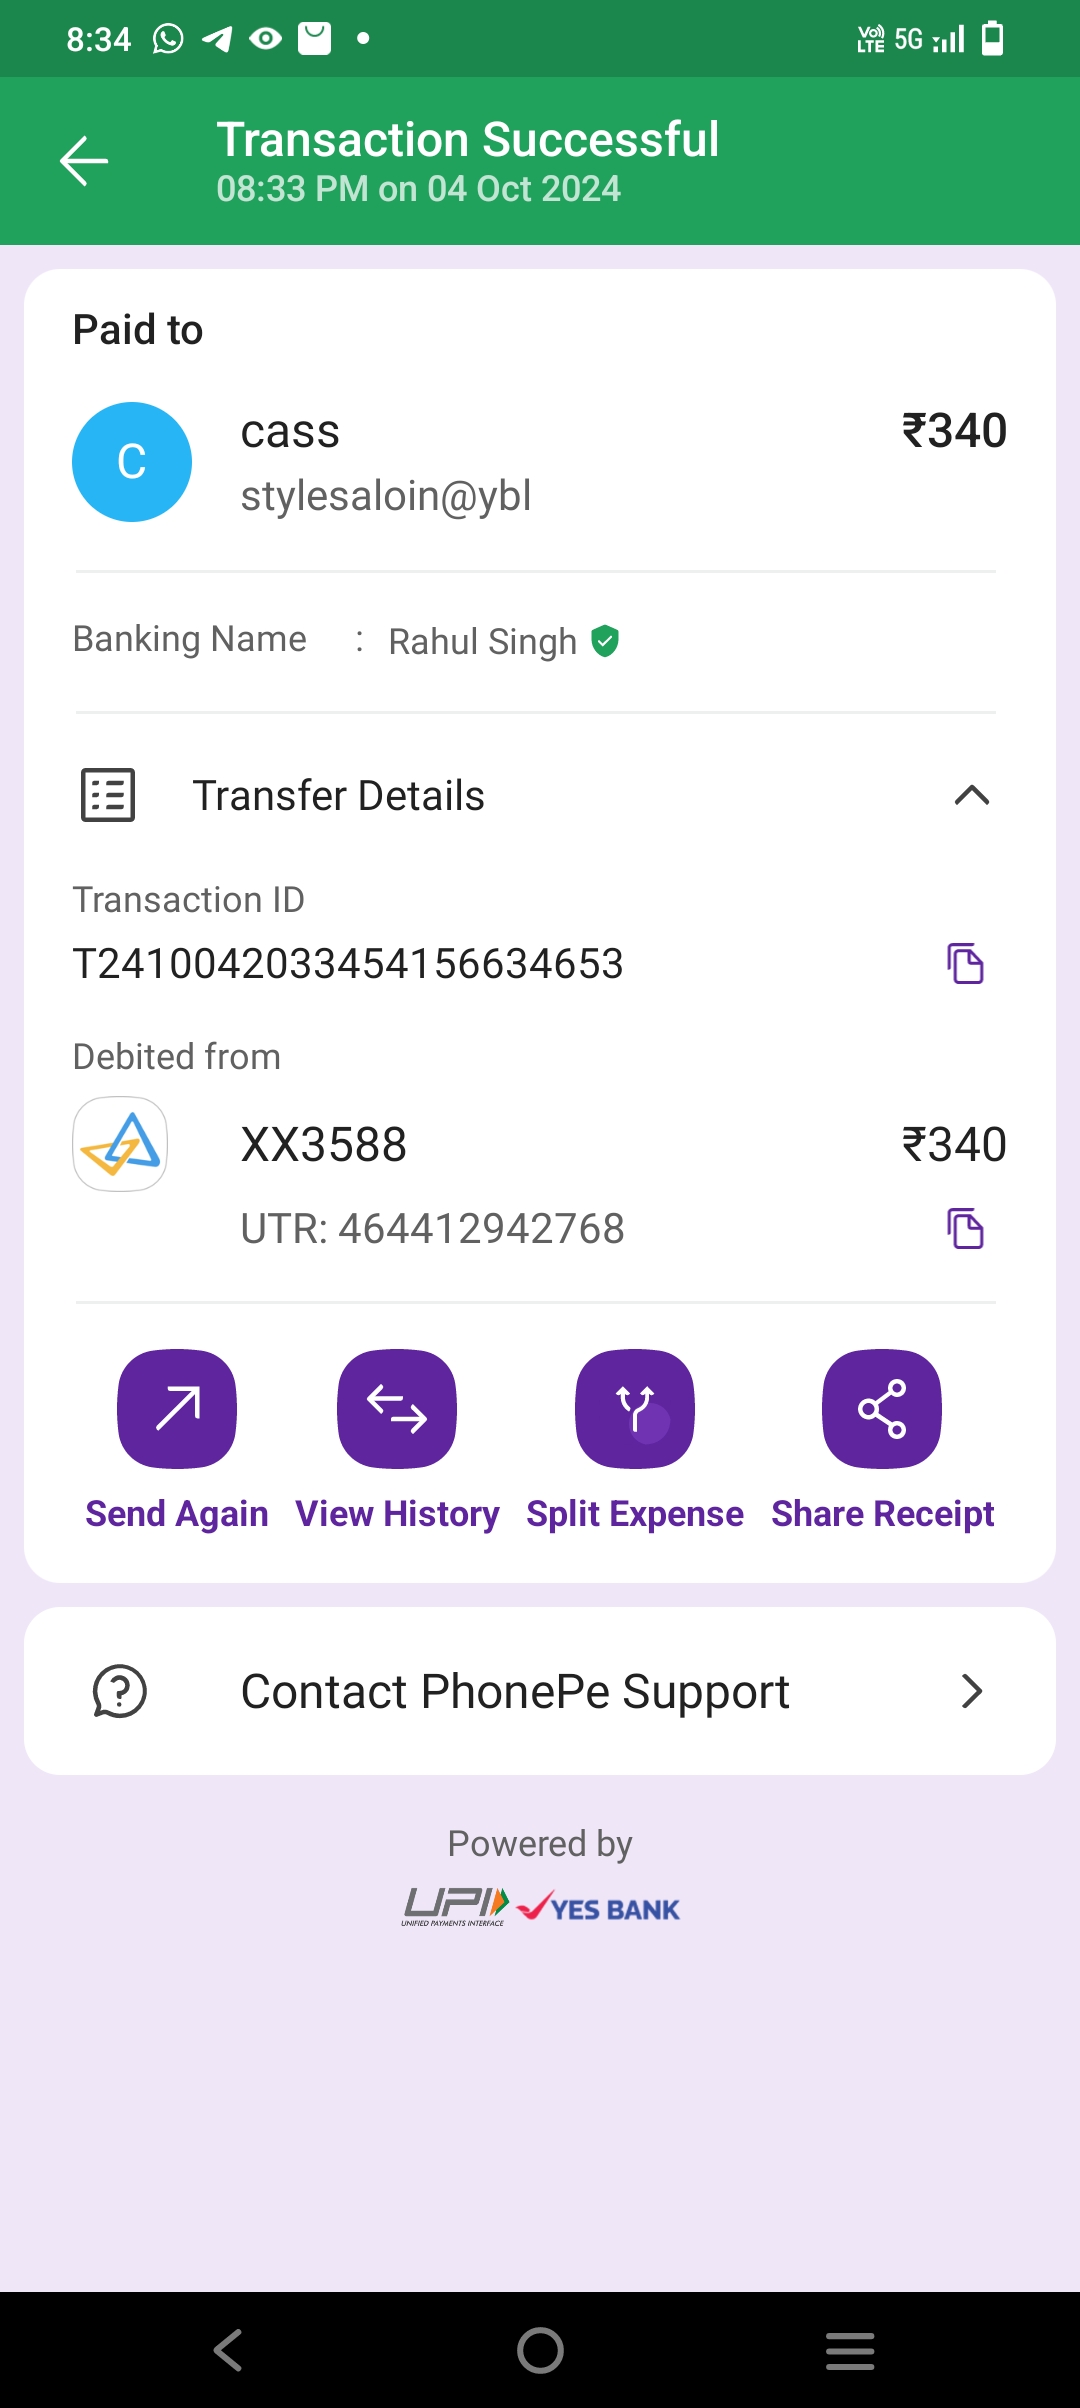 8:34
VoLTE 5G
Transaction Successful
08:33 PM on 04 Oct 2024
Paid to
C
cass
₹340
stylesaloin@ybl
Banking Name : Rahul Singh
Transfer Details
Transaction ID
T2410042033454156634653
Debited from
XX3588
₹340
UTR: 464412942768
Send Again View History Split Expense Share Receipt
Contact PhonePe Support
Powered by
UPI YES BANK
UNIFIED PAYMENTS INTERFACE